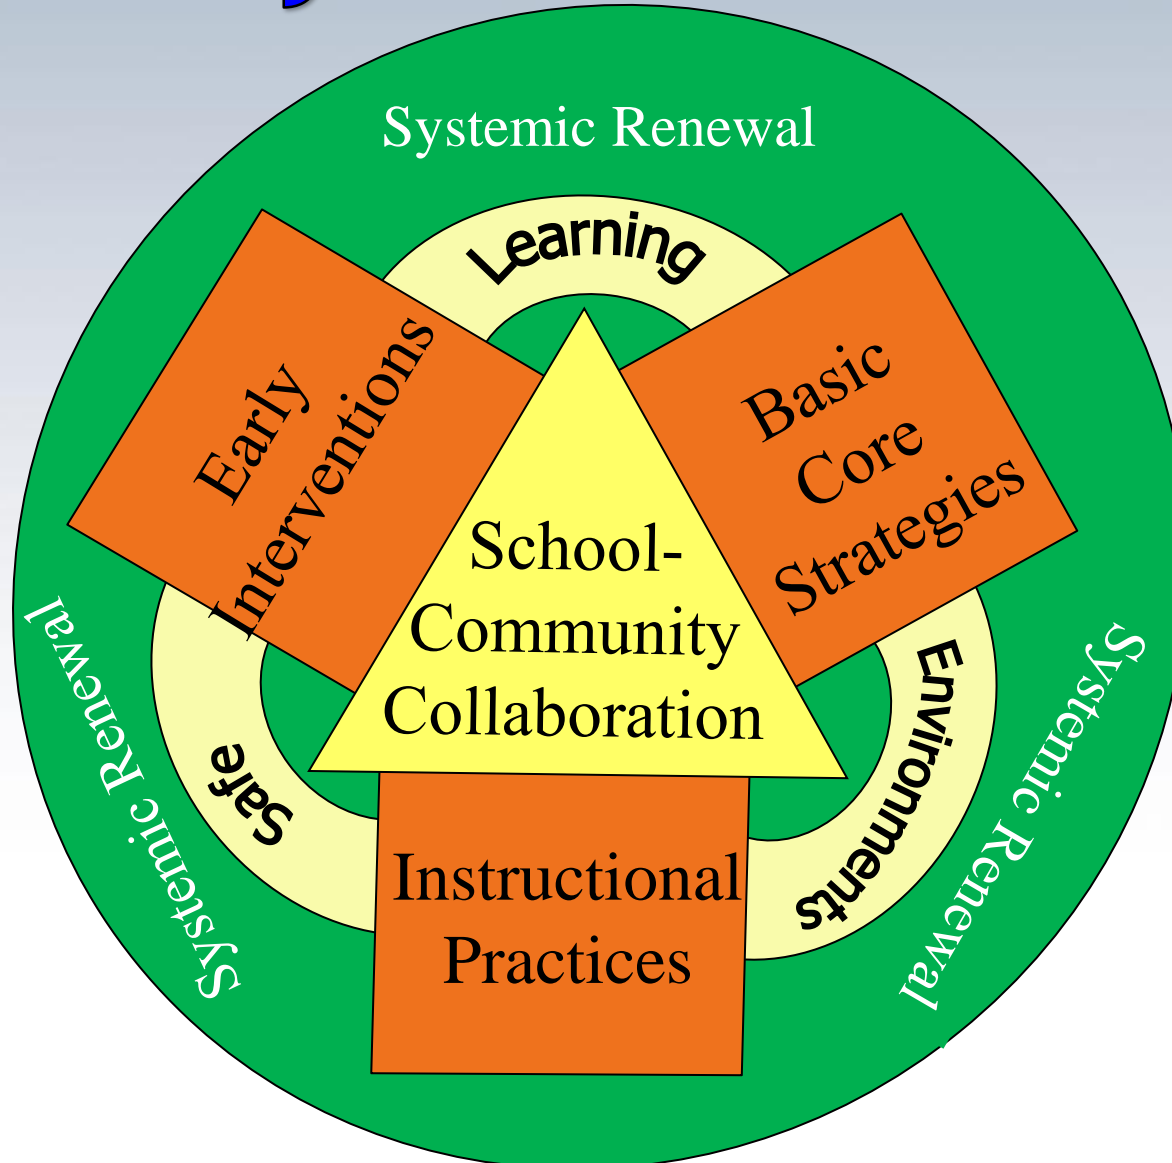 Systemic Renewal
Learning
Early
Interventions
Basic
Core
Strategies
School-
Community
Collaboration
Systemic Renewal
Safe
Environments
Systemic Renewal
Instructional
Practices